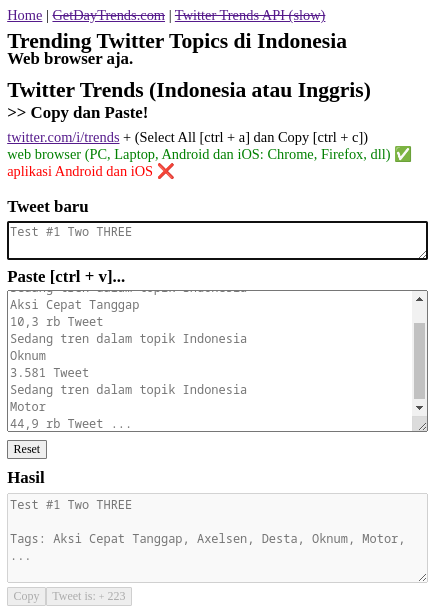 Home | GetDayTrends.com | Twitter Trends API (slow)
Trending Twitter Topics di Indonesia
Web browser aja.
Twitter Trends (Indonesia atau Inggris)
>> Copy dan Paste!
twitter.com/i/trends + (Select All [ctrl + a] dan Copy [ctrl + c])
web browser (PC, Laptop, Android dan iOS: Chrome, Firefox, dll) ✅
aplikasi Android dan iOS ❌
Tweet baru
Test #1 Two THREE
Paste [ctrl + v]...
Sedang tren dalam topik Indonesia
Aksi Cepat Tanggap
10,3 rb Tweet
Sedang tren dalam topik Indonesia
Oknum
3.581 Tweet
Sedang tren dalam topik Indonesia
Motor
44,9 rb Tweet ...
Reset
Hasil
Test #1 Two THREE
Tags: Aksi Cepat Tanggap, Axelsen, Desta, Oknum, Motor,
...
Copy Tweet is: + 223